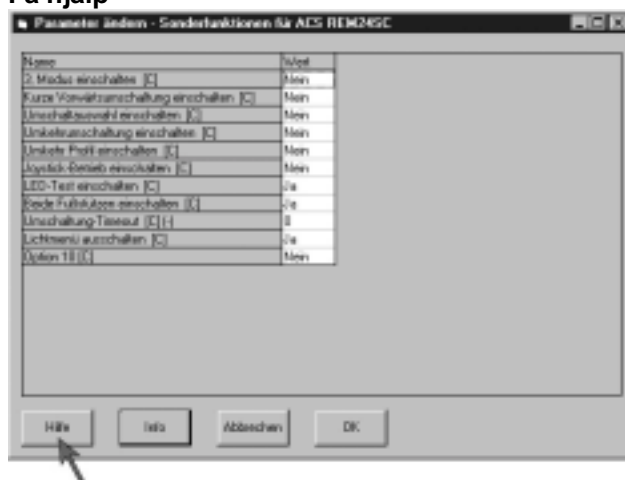 Få hjälp
Parameter ändern - Sonderfunktionen für ACS REM24SC
Name Wert
3. Modus einschalten [C] Nein
Kurze Vorwärtsumschaltung einschalten [C] Nein
Umschaltauswahl einschalten [C] Nein
Umkehrumschaltung einschalten [C] Nein
Umkehr Profil einschalten [C] Nein
Joystick-Betrieb einschalten [C] Nein
LED-Test einschalten [C] Ja
Beide Fußstützen einschalten [C] Ja
Umschaltung-Timeout [C] (-) 0
Lichtmenü ausschalten [C] Ja
Option 10 [C] Nein
Hilfe Info Abbrechen OK